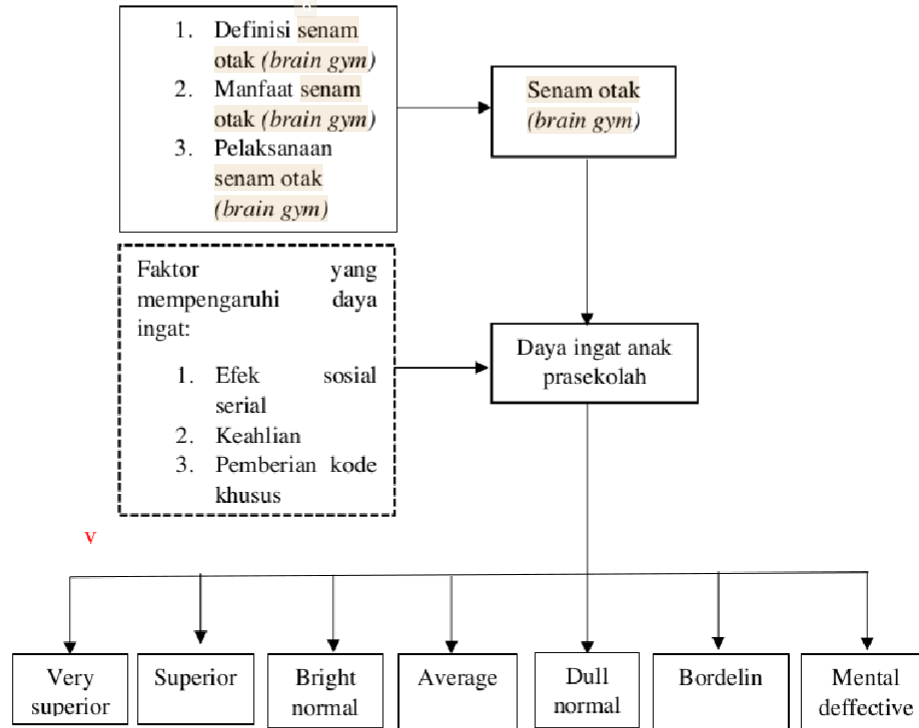 1. Definisi senam
otak (brain gym)
2. Manfaat senam
otak (brain gym)
3. Pelaksanaan
senam otak
(brain gym)
Senam otak
(brain gym)
Faktor yang
mempengaruhi daya
ingat:
1. Efek sosial
serial
2. Keahlian
3. Pemberian kode
khusus
Daya ingat anak
prasekolah
v
Very
superior
Superior
Bright
normal
Average
Dull
normal
Bordelin
Mental
deffective